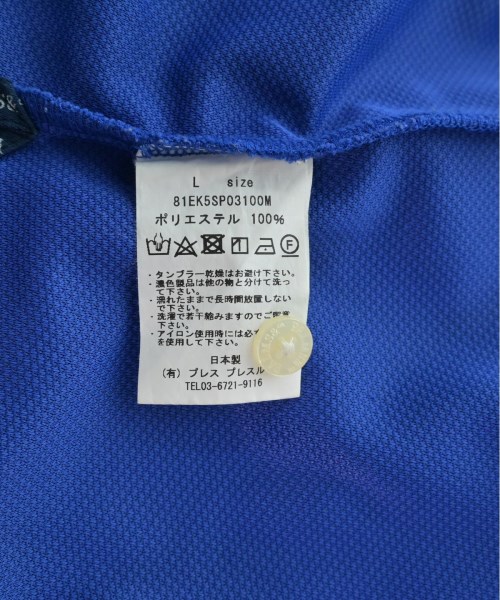 L size
81EK5SP03100M
ポリエステル 100%
・タンブラー乾燥はお避け下さい。
・濃色製品は他の物と分けて洗っ
て下さい。
・濡れたままで長時間放置しない
で下さい。
・洗濯で若干縮みますのでご留意
下さい。
・アイロン使用時には必
を使用して下さい。
日本製
(有) ブレス ブレスル
TEL03-6721-9116